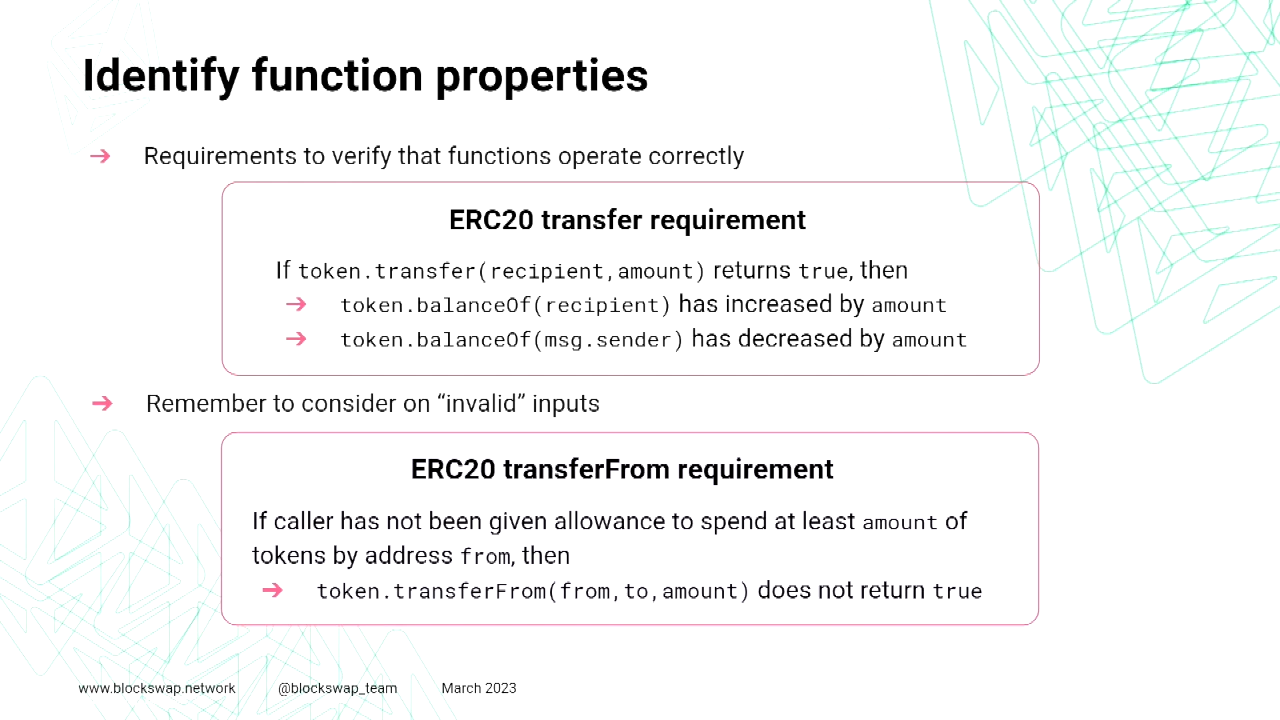 Identify function properties
➔ Requirements to verify that functions operate correctly
ERC20 transfer requirement
If token.transfer(recipient,amount) returns true, then
➔ token.balanceOf(recipient) has increased by amount
➔ token.balanceOf(msg.sender) has decreased by amount
➔ Remember to consider on “invalid” inputs
ERC20 transferFrom requirement
If caller has not been given allowance to spend at least amount of
tokens by address from, then
➔ token.transferFrom(from,to,amount) does not return true
www.blockswap.network @blockswap_team March 2023